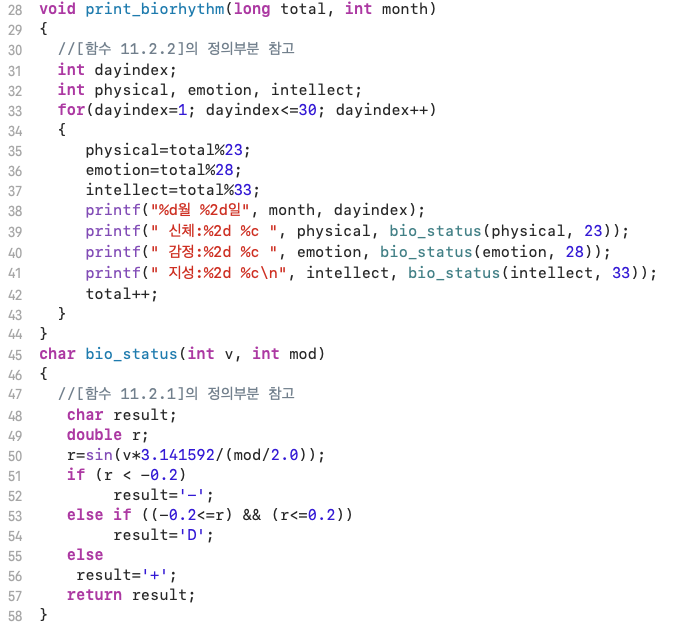 28 void print_biorhythm(long total, int month)
29 {
30 //[함수 11.2.2]의 정의부분 참고
31 int dayindex;
32 int physical, emotion, intellect;
33 for(dayindex=1; dayindex<=30; dayindex++)
34 {
35 physical=total%23;
36 emotion=total%28;
37 intellect=total%33;
38 printf("%d월 %2d일", month, dayindex);
39 printf(" 신체:%2d %c ", physical, bio_status(physical, 23));
40 printf(" 감정:%2d %c ", emotion, bio_status(emotion, 28));
41 printf(" 지성:%2d %c\n", intellect, bio_status(intellect, 33));
42 total++;
43 }
44 }
45 char bio_status(int v, int mod)
46 {
47 //[함수 11.2.1]의 정의부분 참고
48 char result;
49 double r;
50 r=sin(v*3.141592/(mod/2.0));
51 if (r < -0.2)
52 result='-';
53 else if ((-0.2<=r) && (r<=0.2))
54 result='D';
55 else
56 result='+';
57 return result;
58 }